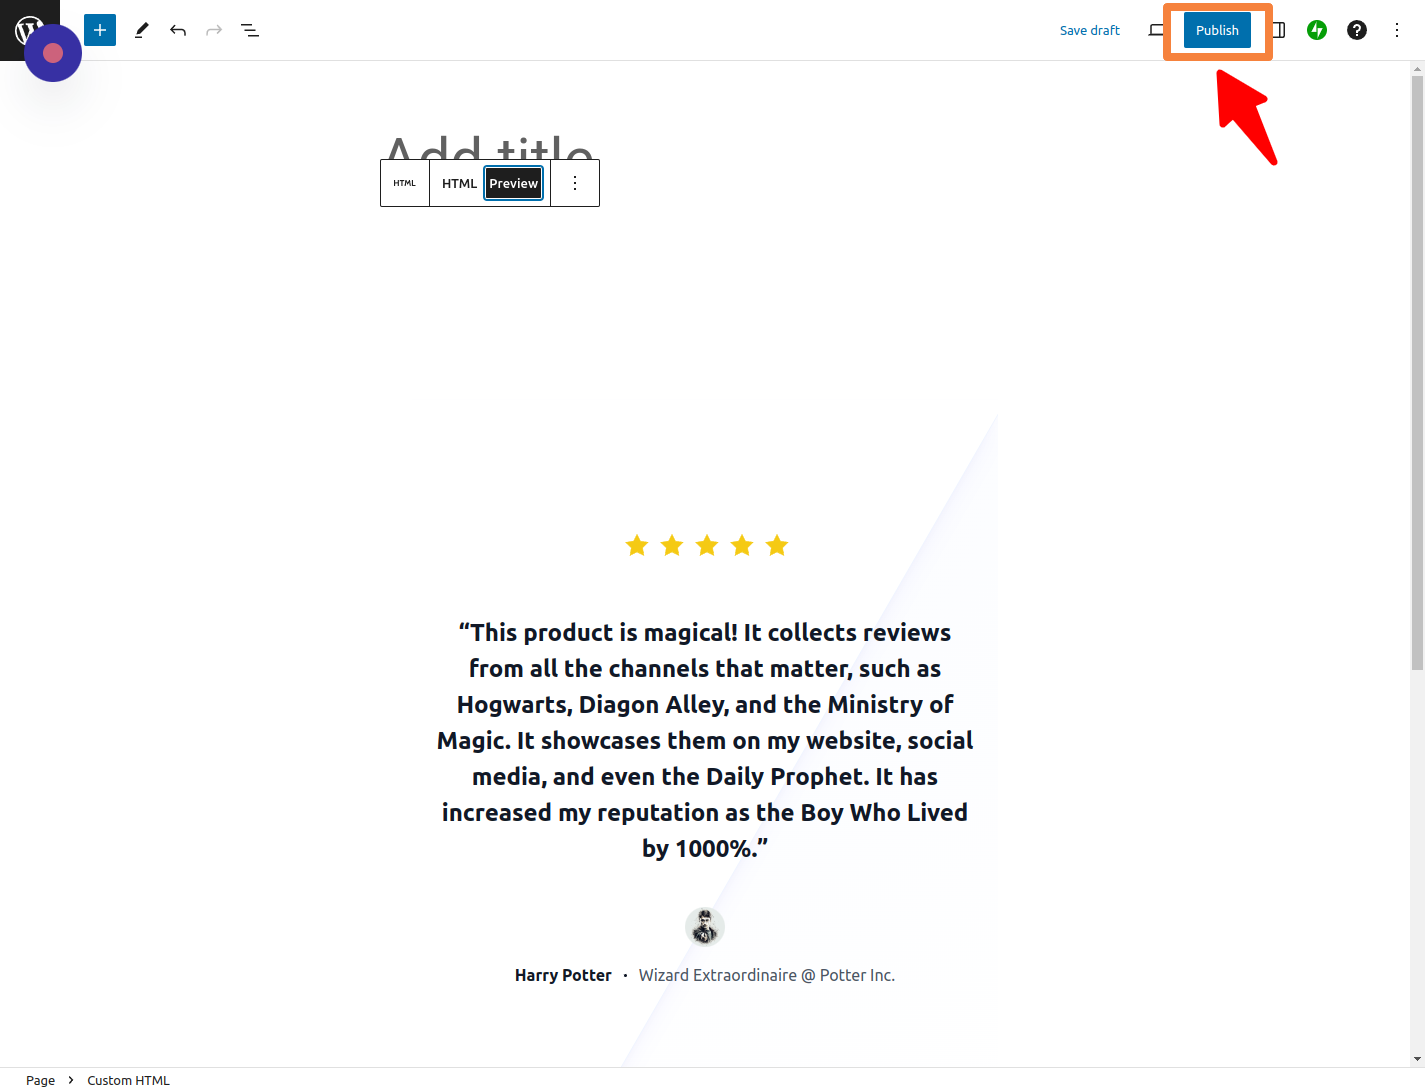 Save draft
Publish
Add title
HTML
HTML
Preview
“This product is magical! It collects reviews
from all the channels that matter, such as
Hogwarts, Diagon Alley, and the Ministry of
Magic. It showcases them on my website, social
media, and even the Daily Prophet. It has
increased my reputation as the Boy Who Lived
by 1000%.”
Harry Potter • Wizard Extraordinaire @ Potter Inc.
Page > Custom HTML